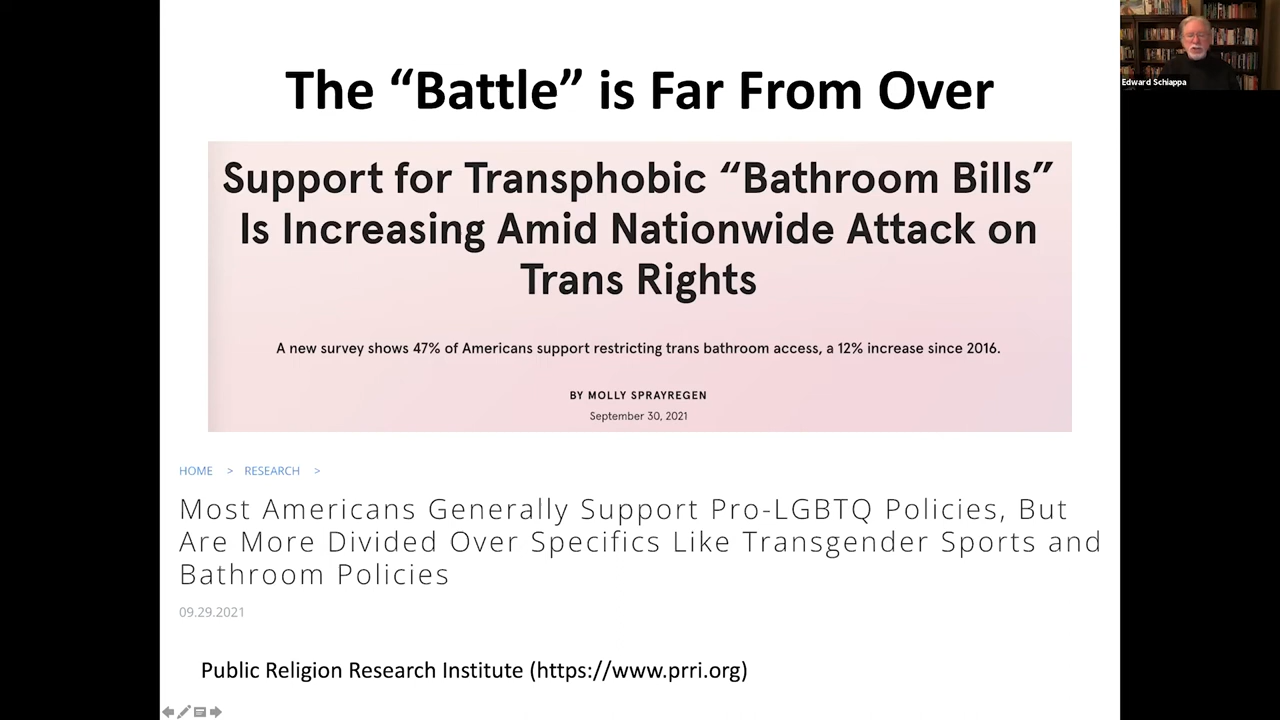 The “Battle” is Far From Over
Edward Schiappa
Support for Transphobic “Bathroom Bills”
Is Increasing Amid Nationwide Attack on
Trans Rights
A new survey shows 47% of Americans support restricting trans bathroom access, a 12% increase since 2016.
BY MOLLY SPRAYREGEN
September 30, 2021
HOME > RESEARCH >
Most Americans Generally Support Pro-LGBTQ Policies, But
Are More Divided Over Specifics Like Transgender Sports and
Bathroom Policies
09.29.2021
Public Religion Research Institute (https://www.prri.org)